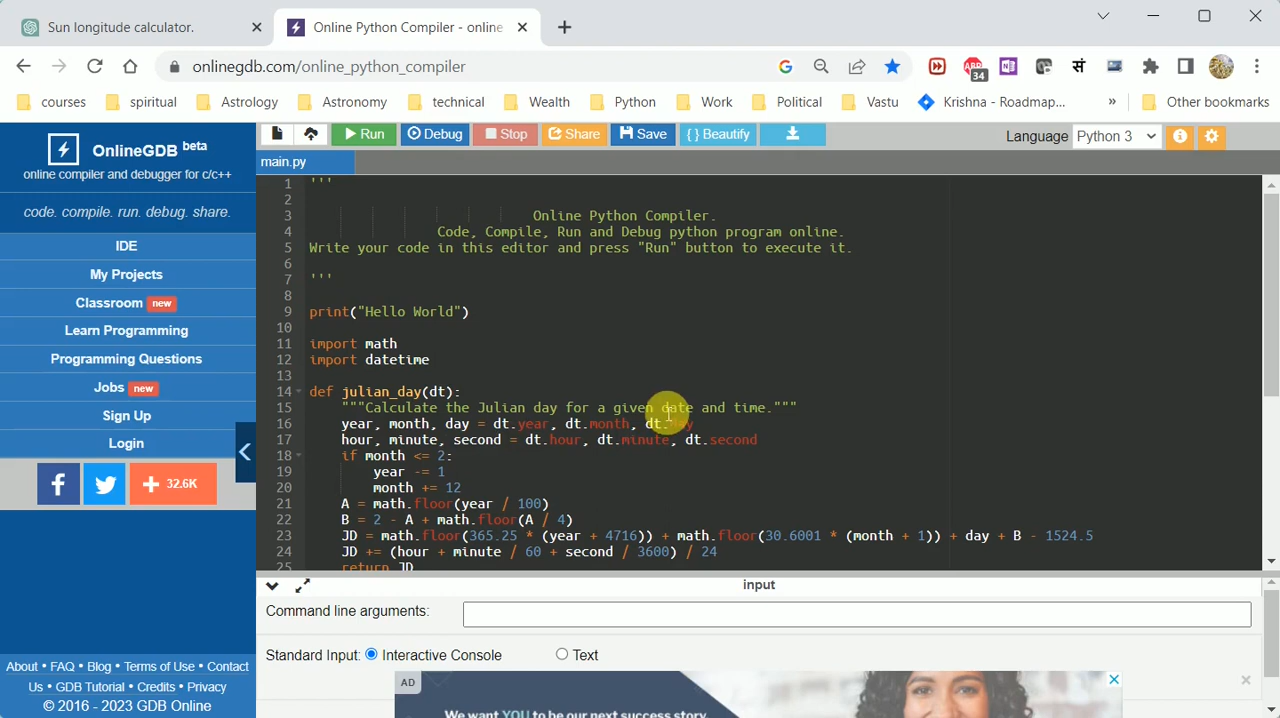 Sun longitude calculator.
Online Python Compiler - online
onlinegdb.com/online_python_compiler
34
सं
courses
spiritual
Astrology
Astronomy
technical
Wealth
Python
Work
Political
Vastu
Krishna - Roadmap...
»
Other bookmarks
OnlineGDB beta
online compiler and debugger for c/c++
code. compile. run. debug. share.
IDE
My Projects
Classroom new
Learn Programming
Programming Questions
Jobs new
Sign Up
Login
+ 32.6K
About • FAQ • Blog • Terms of Use • Contact
Us • GDB Tutorial • Credits • Privacy
© 2016 - 2023 GDB Online
Run
Debug
Stop
Share
Save
{ } Beautify
Language Python 3
main.py
1 '''
2
3 Online Python Compiler.
4 Code, Compile, Run and Debug python program online.
5 Write your code in this editor and press "Run" button to execute it.
6
7 '''
8
9 print("Hello World")
10
11 import math
12 import datetime
13
14 def julian_day(dt):
15 """Calculate the Julian day for a given date and time."""
16 year, month, day = dt.year, dt.month, dt.day
17 hour, minute, second = dt.hour, dt.minute, dt.second
18 if month <= 2:
19 year -= 1
20 month += 12
21 A = math.floor(year / 100)
22 B = 2 - A + math.floor(A / 4)
23 JD = math.floor(365.25 * (year + 4716)) + math.floor(30.6001 * (month + 1)) + day + B - 1524.5
24 JD += (hour + minute / 60 + second / 3600) / 24
25 return JD
input
Command line arguments:
Standard Input: Interactive Console Text
AD
We want YOU to be our next success story